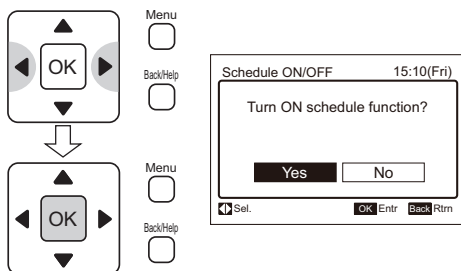 Menu
OK
Back/Help
Menu
OK
Back/Help
Schedule ON/OFF 15:10(Fri)
Turn ON schedule function?
Yes No
Sel. OK Entr Back Rtrn